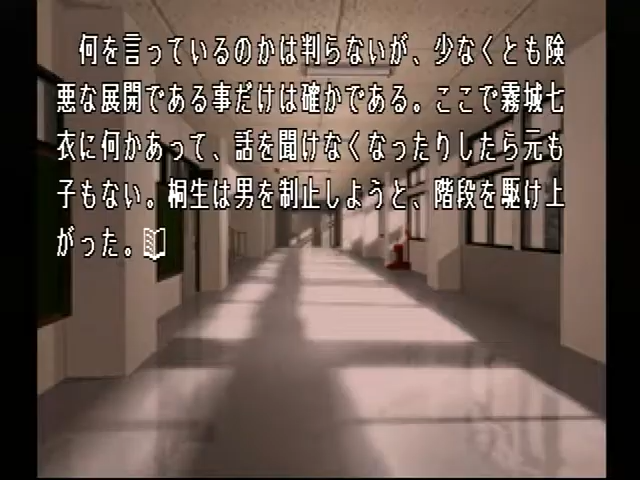 何を言っているのかは判らないが、少なくとも険
悪な展開である事だけは確かである。ここで霧城七
衣に何かあって、話を聞けなくなったりしたら元も
子もない。桐生は男を制止しようと、階段を駆け上
がった。